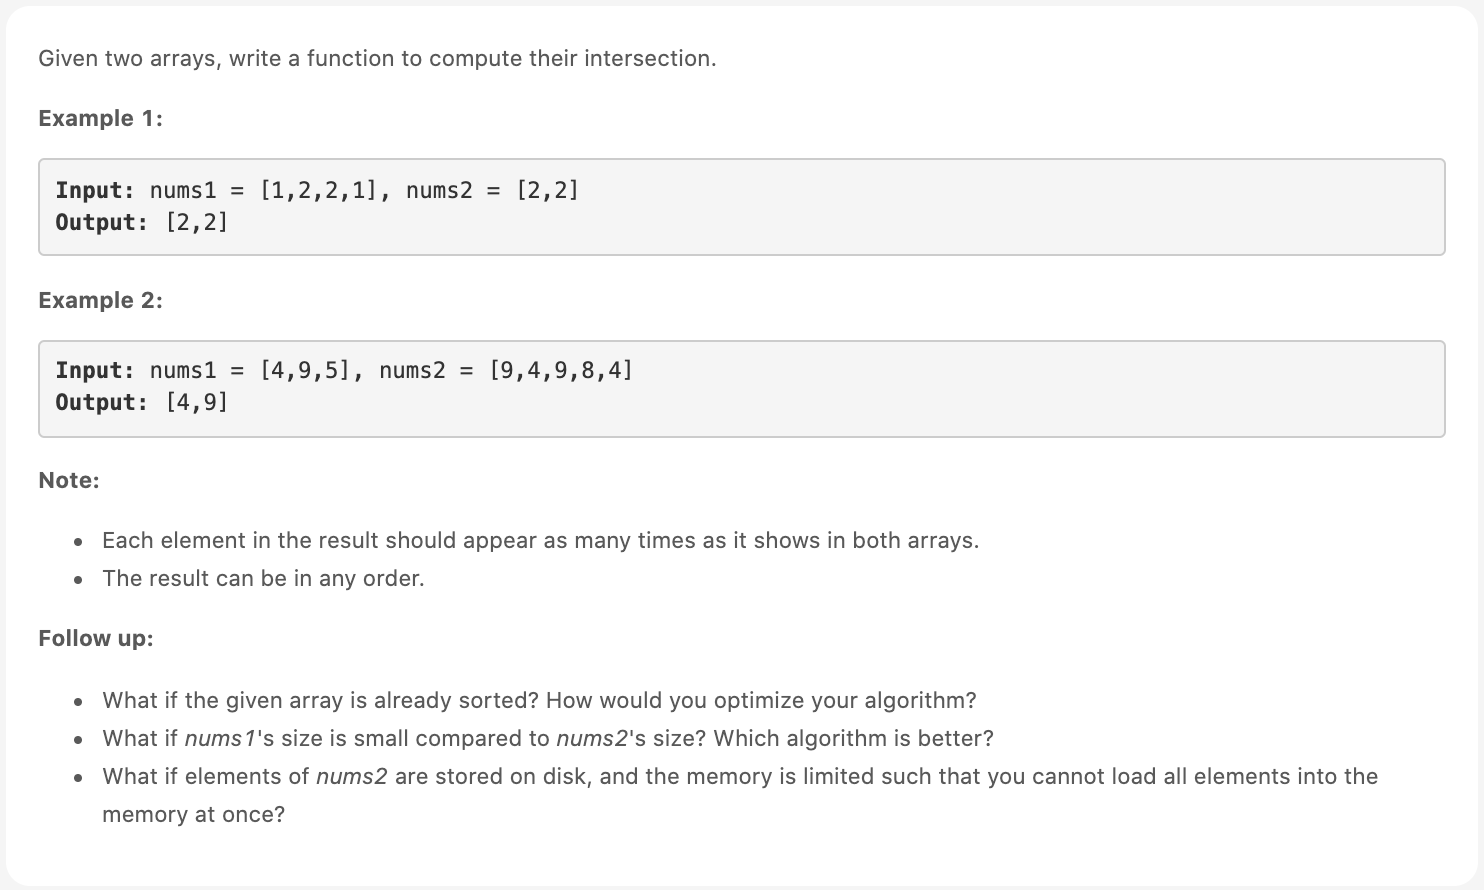 Given two arrays, write a function to compute their intersection.
Example 1:
Input: nums1 = [1,2,2,1], nums2 = [2,2]
Output: [2,2]
Example 2:
Input: nums1 = [4,9,5], nums2 = [9,4,9,8,4]
Output: [4,9]
Note:
• Each element in the result should appear as many times as it shows in both arrays.
• The result can be in any order.
Follow up:
• What if the given array is already sorted? How would you optimize your algorithm?
• What if nums1's size is small compared to nums2's size? Which algorithm is better?
• What if elements of nums2 are stored on disk, and the memory is limited such that you cannot load all elements into the
memory at once?